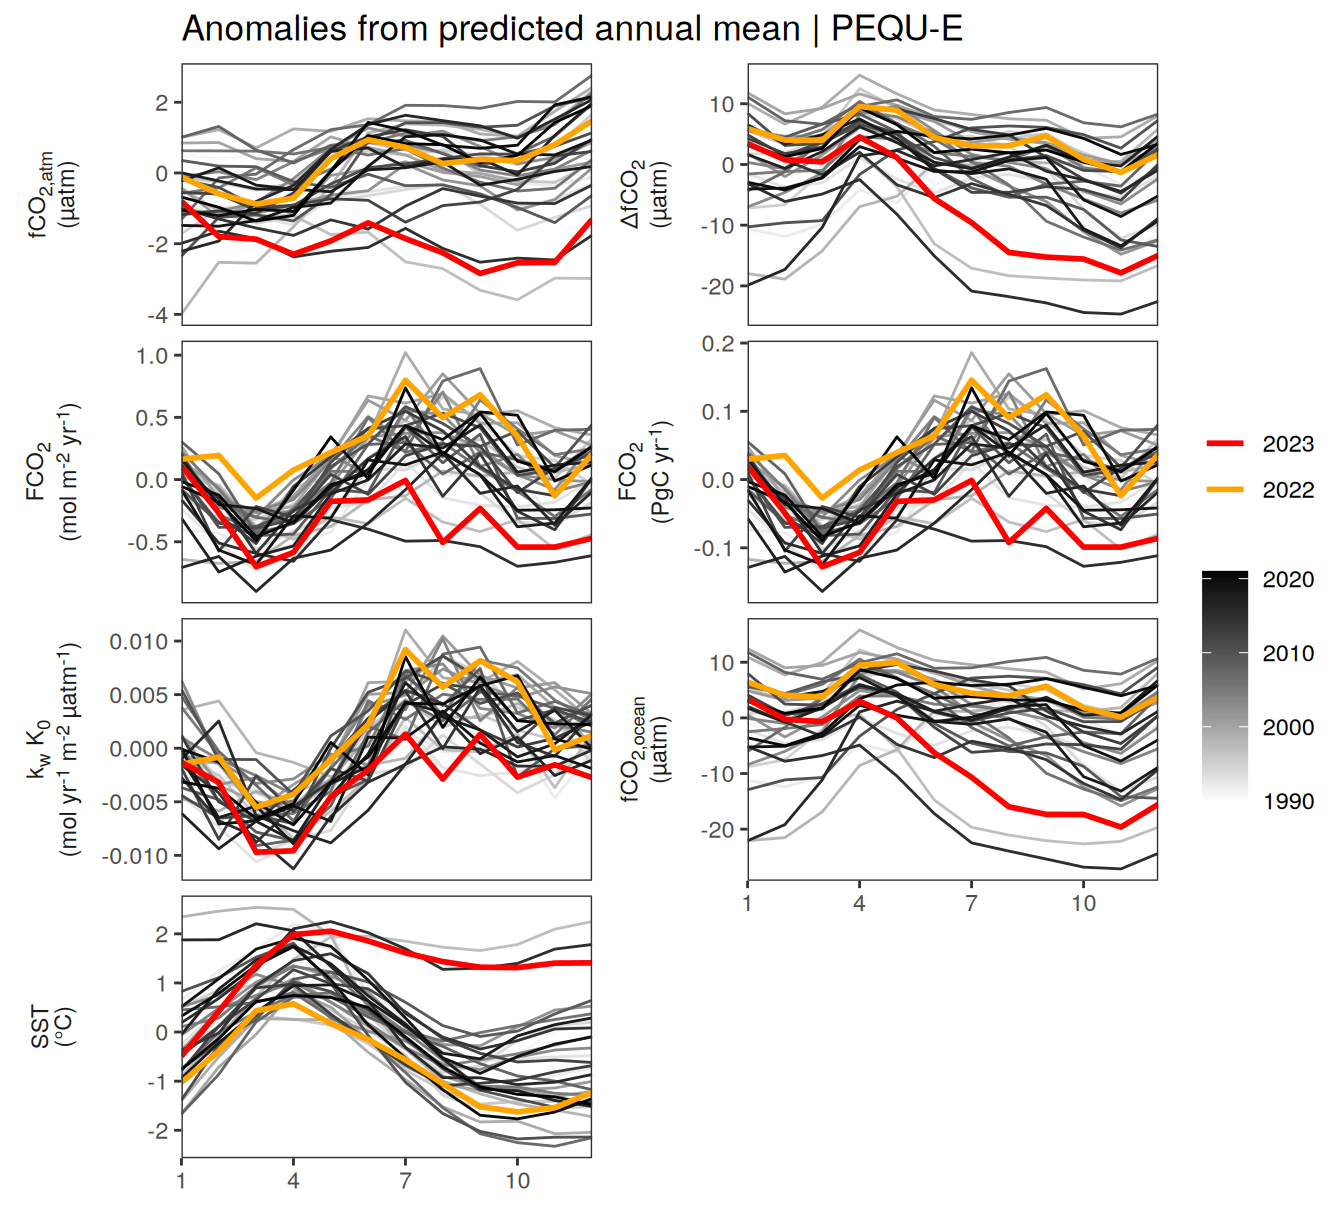 Anomalies from predicted annual mean | PEQU-E
fCO2,atm
(µatm)
2
0
-2
-4
ΔfCO2
(µatm)
10
0
-10
-20
FCO2
(mol m-2 yr-1)
1.0
0.5
0.0
-0.5
FCO2
(PgC yr-1)
0.2
0.1
0.0
-0.1
kw K0
(mol yr-1 m-2 µatm-1)
0.010
0.005
0.000
-0.005
-0.010
fCO2,ocean
(µatm)
10
0
-10
-20
1 4 7 10
SST
(°C)
2
1
0
-1
-2
1 4 7 10
2023
2022
2020
2010
2000
1990